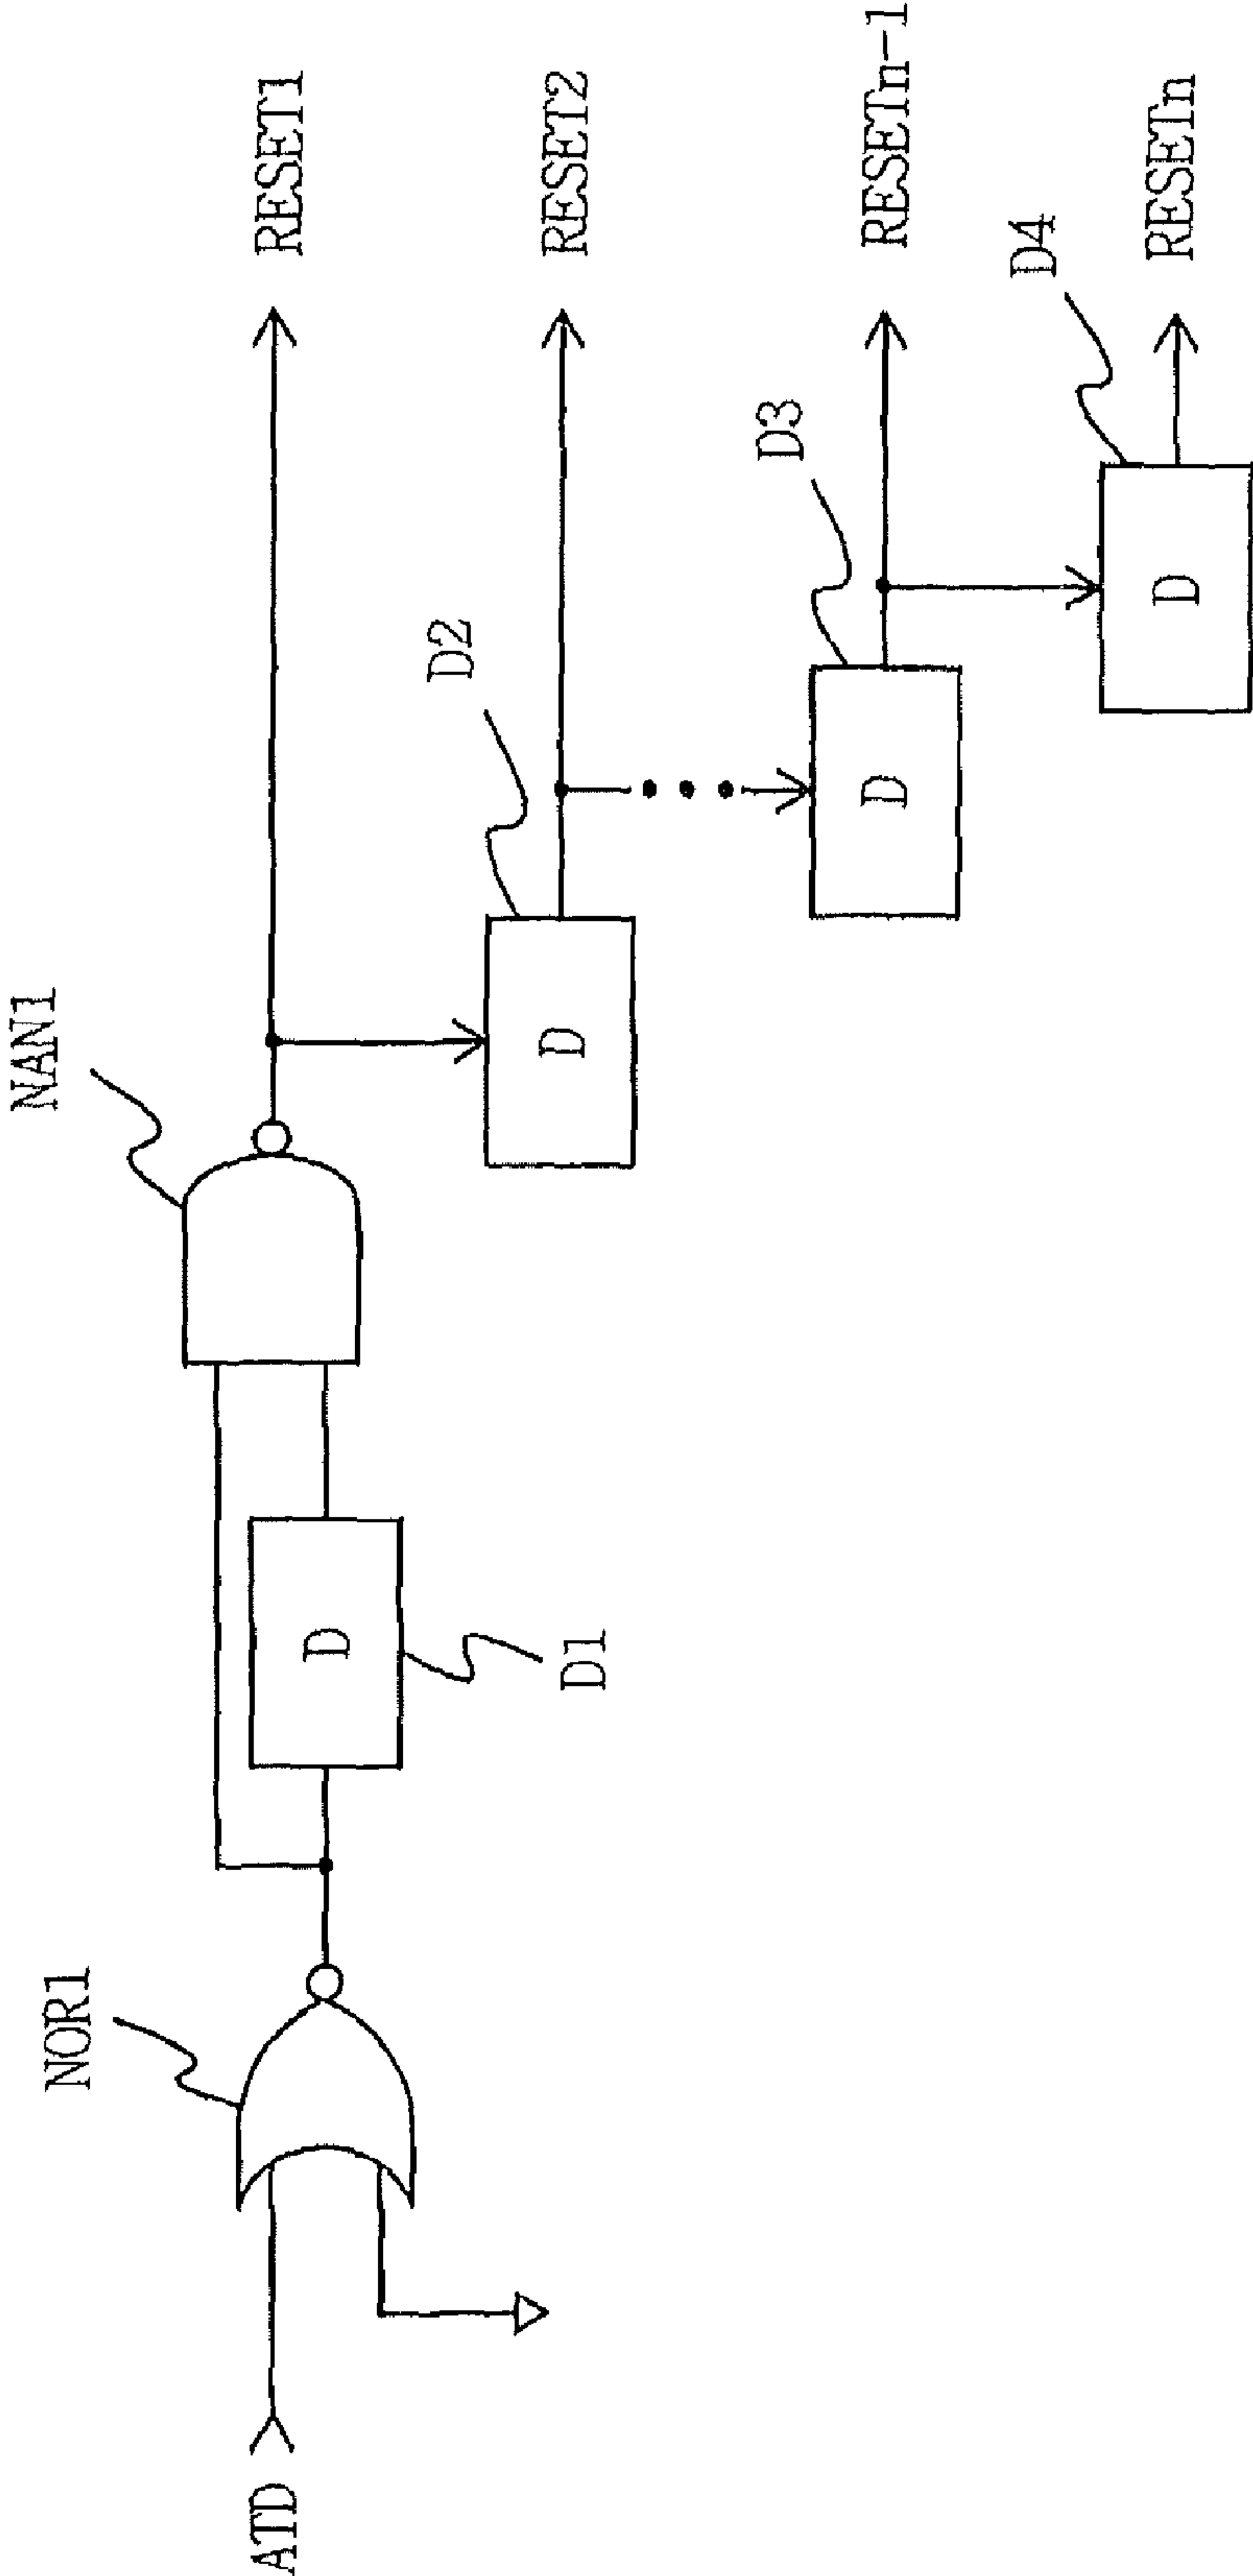 ATD
NOR1
D
D1
NAN1
RESET1
D
D2
RESET2
D
D3
RESETn-1
D
D4
RESETn